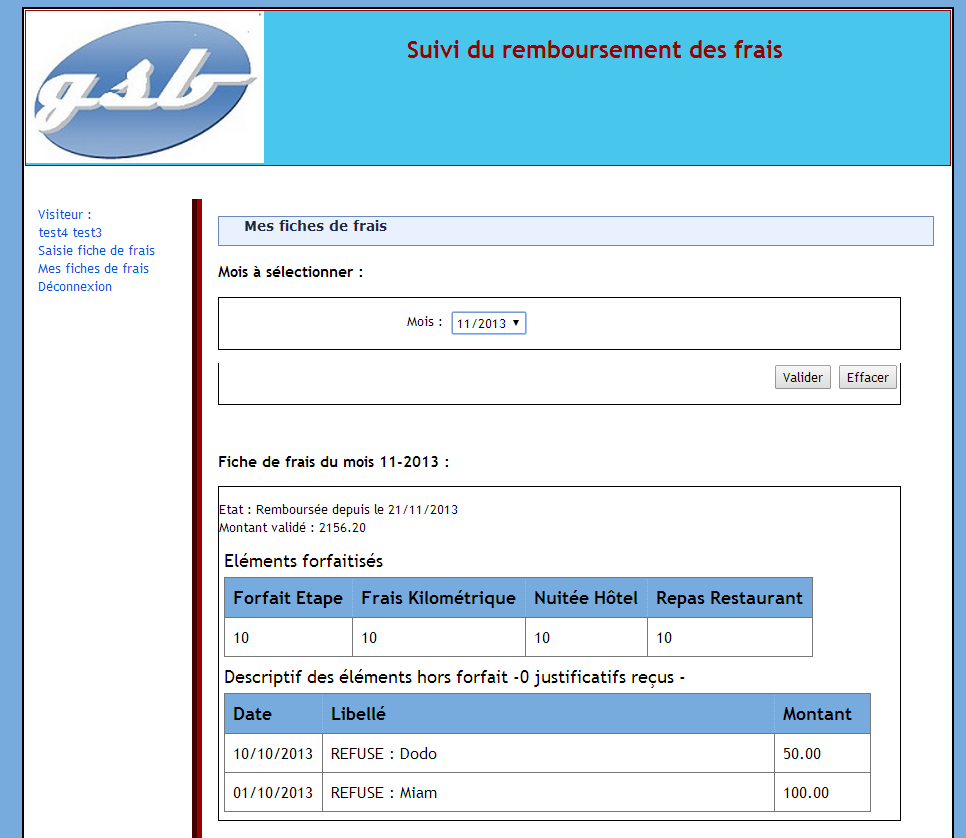 gsb
Suivi du remboursement des frais
Visiteur :
test4 test3
Saisie fiche de frais
Mes fiches de frais
Déconnexion
Mes fiches de frais
Mois à sélectionner :
Mois : 11/2013
Valider Effacer
Fiche de frais du mois 11-2013 :
Etat : Remboursée depuis le 21/11/2013
Montant validé : 2156.20
Eléments forfaitisés
Forfait Etape Frais Kilométrique Nuitée Hôtel Repas Restaurant
10 10 10 10
Descriptif des éléments hors forfait -0 justificatifs reçus -
Date Libellé Montant
10/10/2013 REFUSE : Dodo 50.00
01/10/2013 REFUSE : Miam 100.00